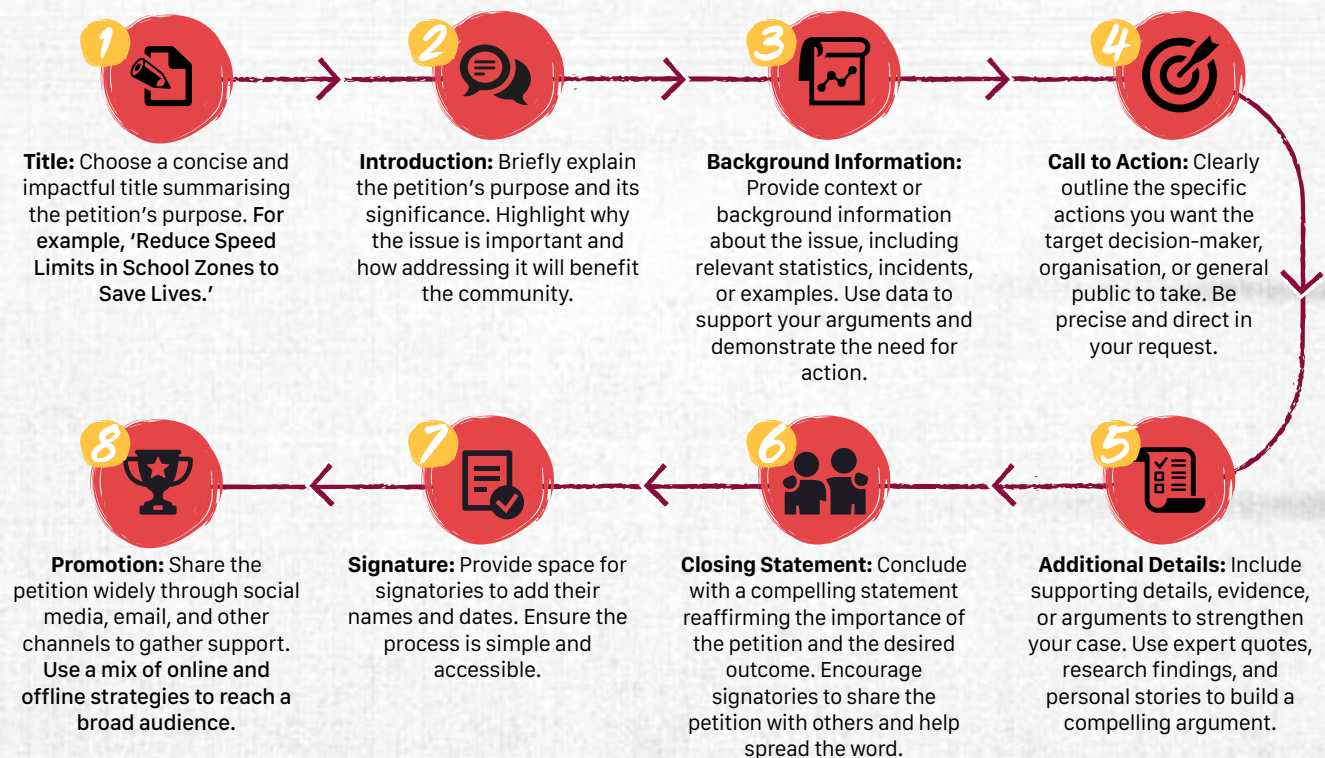 1
Title: Choose a concise and
impactful title summarising
the petition's purpose. For
example, 'Reduce Speed
Limits in School Zones to
Save Lives.'
2
Introduction: Briefly explain
the petition's purpose and its
significance. Highlight why
the issue is important and
how addressing it will benefit
the community.
3
Background Information:
Provide context or
background information
about the issue, including
relevant statistics, incidents,
or examples. Use data to
support your arguments and
demonstrate the need for
action.
4
Call to Action: Clearly
outline the specific
actions you want the
target decision-maker,
organisation, or general
public to take. Be
precise and direct in
your request.
5
Additional Details: Include
supporting details, evidence,
or arguments to strengthen
your case. Use expert quotes,
research findings, and
personal stories to build a
compelling argument.
6
Closing Statement: Conclude
with a compelling statement
reaffirming the importance of
the petition and the desired
outcome. Encourage
signatories to share the
petition with others and help
spread the word.
7
Signature: Provide space for
signatories to add their
names and dates. Ensure the
process is simple and
accessible.
8
Promotion: Share the
petition widely through social
media, email, and other
channels to gather support.
Use a mix of online and
offline strategies to reach a
broad audience.